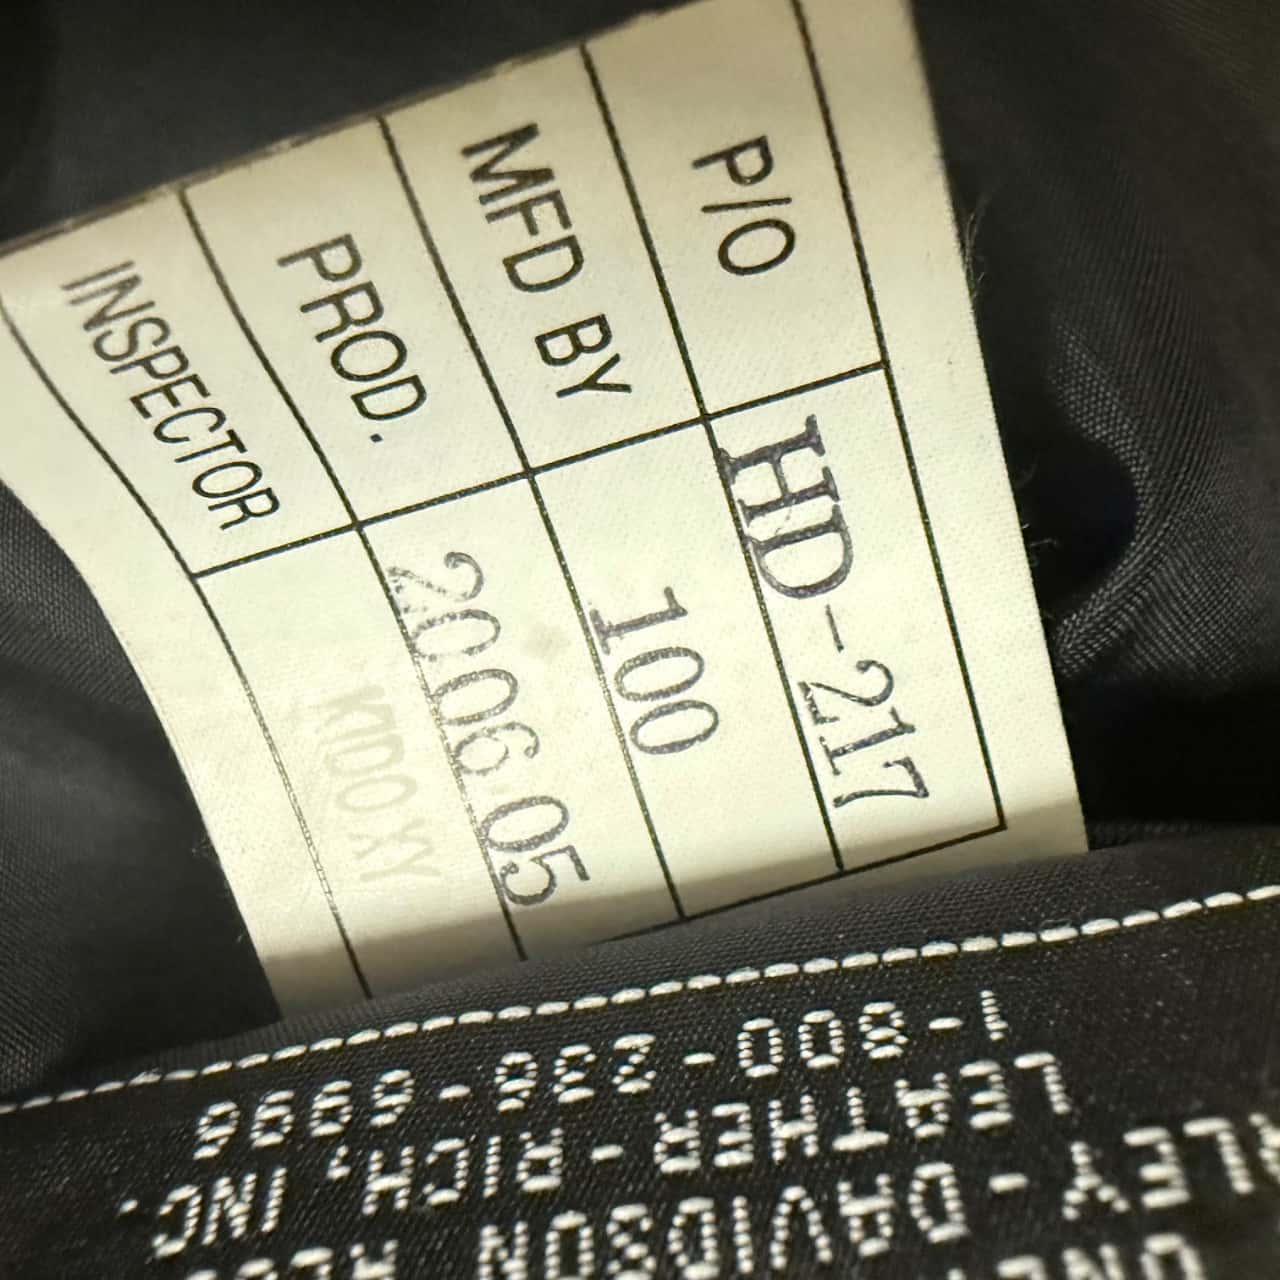 P/O HD-217
MFD BY 100
PROD. 2006.05
INSPECTOR KIDO XY
1-800-236-6996
LEATHER-RICH, INC.
LEY-DAVIDSON